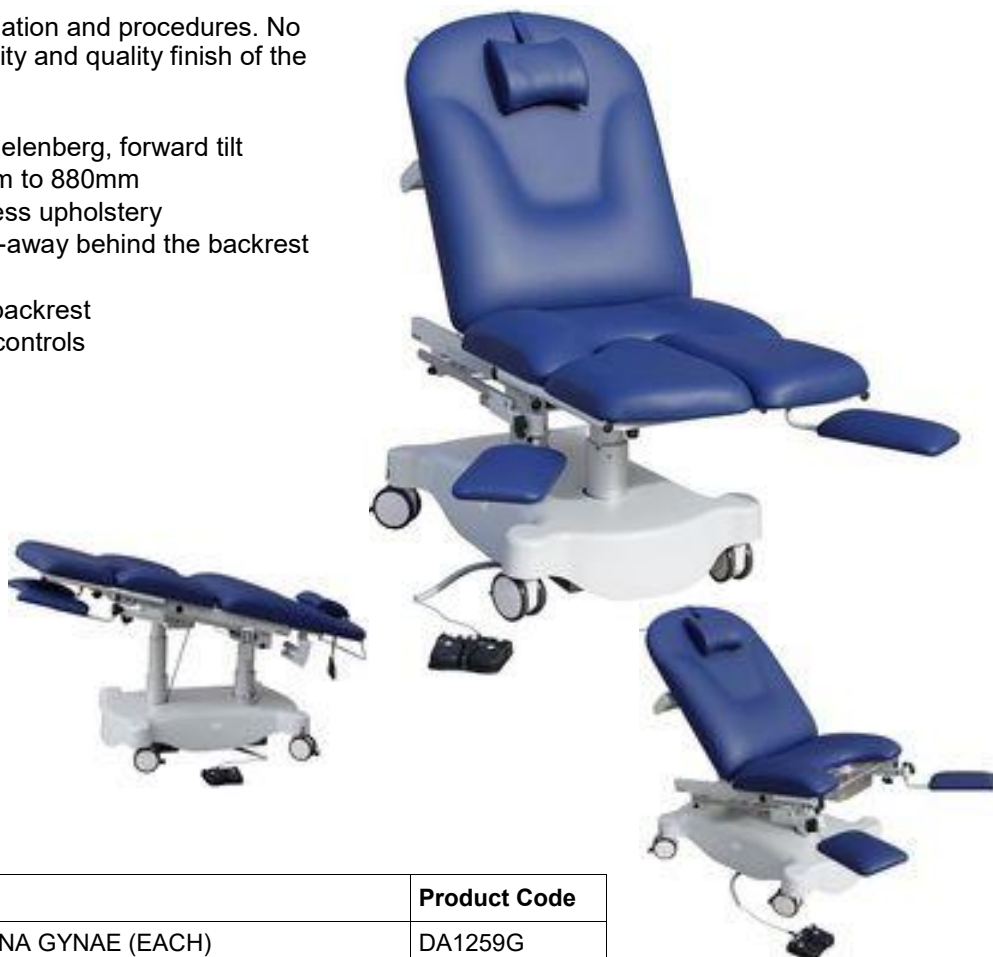 ation and procedures. No
ity and quality finish of the
elenberg, forward tilt
m to 880mm
ess upholstery
-away behind the backrest
backrest
controls
Product Code
NA GYNAE (EACH)
DA1259G